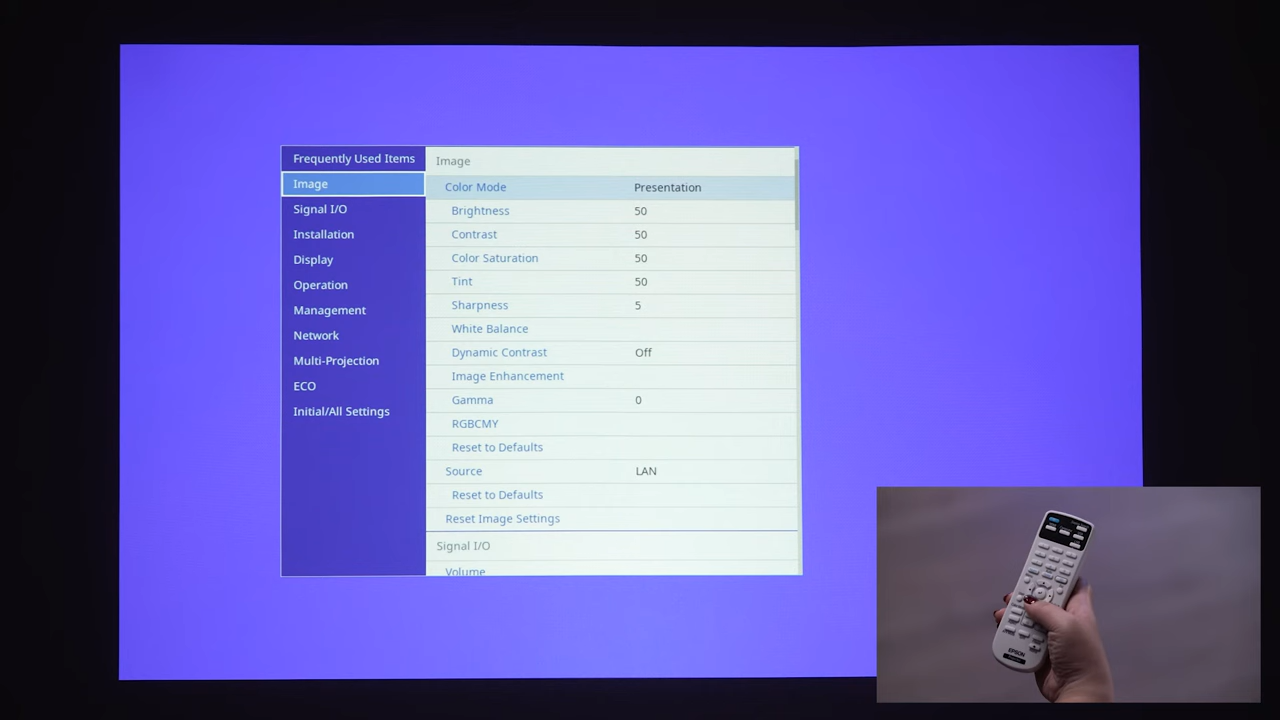 Frequently Used Items
Image
Signal I/O
Installation
Display
Operation
Management
Network
Multi-Projection
ECO
Initial/All Settings
Image
Color Mode Presentation
Brightness 50
Contrast 50
Color Saturation 50
Tint 50
Sharpness 5
White Balance
Dynamic Contrast Off
Image Enhancement
Gamma 0
RGBCMY
Reset to Defaults
Source LAN
Reset to Defaults
Reset Image Settings
Signal I/O
Volume
EPSON